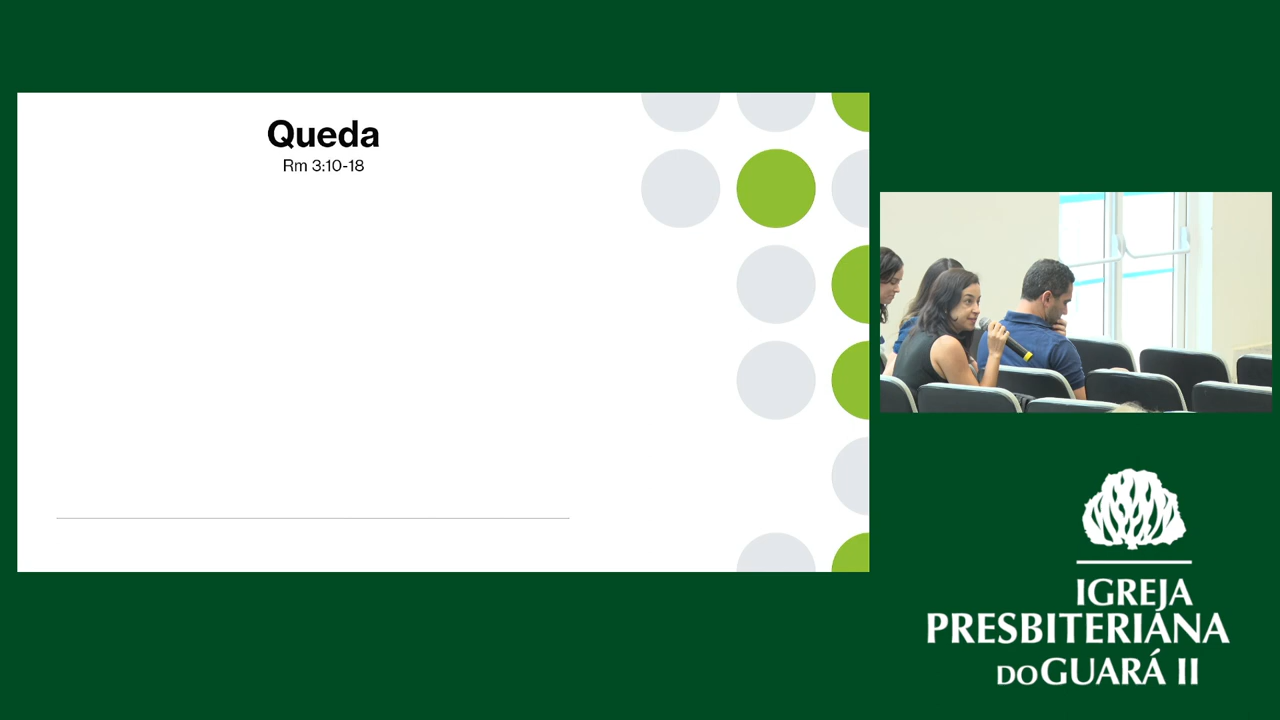 Queda
Rm 3:10-18
IGREJA
PRESBITERIANA
DO GUARÁ II